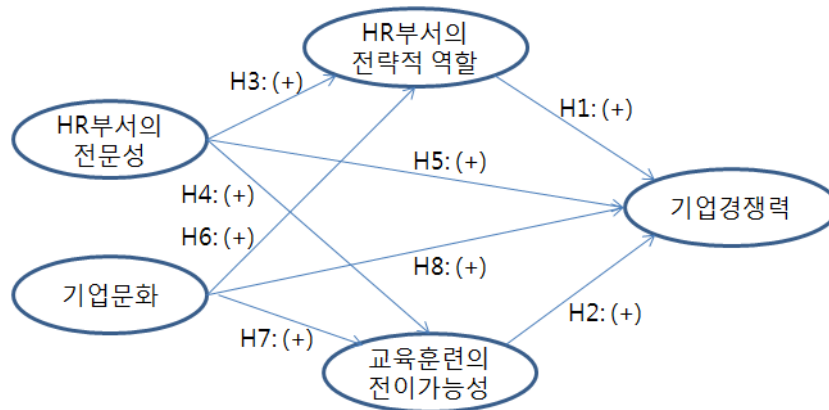 HR부서의
전략적 역할
H3: (+)
H1: (+)
HR부서의
전문성
H5: (+)
H4: (+)
기업경쟁력
H6: (+)
H8: (+)
기업문화
H7: (+)
H2: (+)
교육훈련의
전이가능성